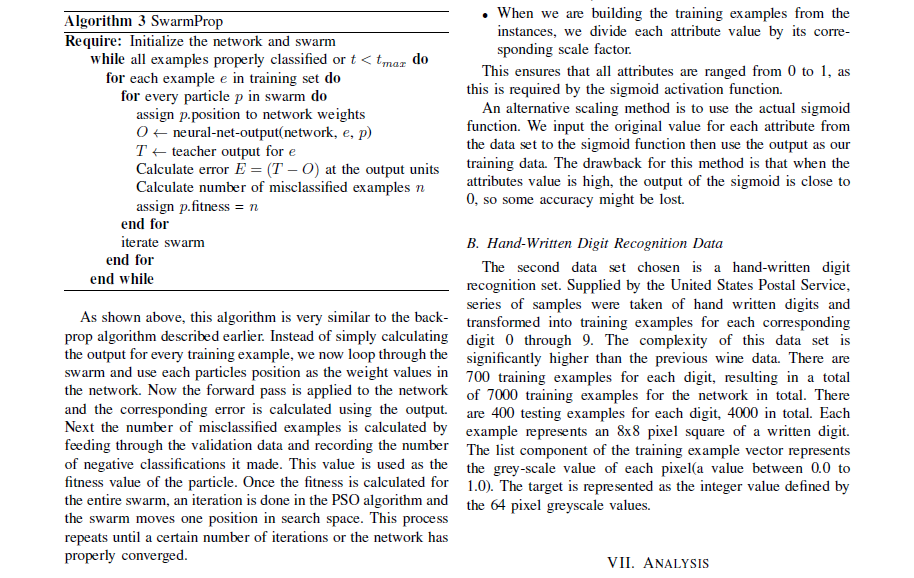 Algorithm 3 SwarmProp
Require: Initialize the network and swarm
while all examples properly classified or t < t_max do
for each example e in training set do
for every particle p in swarm do
assign p.position to network weights
O ← neural-net-output(network, e, p)
T ← teacher output for e
Calculate error E = (T − O) at the output units
Calculate number of misclassified examples n
assign p.fitness = n
end for
iterate swarm
end for
end while
As shown above, this algorithm is very similar to the back-
prop algorithm described earlier. Instead of simply calculating
the output for every training example, we now loop through the
swarm and use each particles position as the weight values in
the network. Now the forward pass is applied to the network
and the corresponding error is calculated using the output.
Next the number of misclassified examples is calculated by
feeding through the validation data and recording the number
of negative classifications it made. This value is used as the
fitness value of the particle. Once the fitness is calculated for
the entire swarm, an iteration is done in the PSO algorithm and
the swarm moves one position in search space. This process
repeats until a certain number of iterations or the network has
properly converged.
• When we are building the training examples from the
instances, we divide each attribute value by its corre-
sponding scale factor.
This ensures that all attributes are ranged from 0 to 1, as
this is required by the sigmoid activation function.
An alternative scaling method is to use the actual sigmoid
function. We input the original value for each attribute from
the data set to the sigmoid function then use the output as our
training data. The drawback for this method is that when the
attributes value is high, the output of the sigmoid is close to
0, so some accuracy might be lost.
B. Hand-Written Digit Recognition Data
The second data set chosen is a hand-written digit
recognition set. Supplied by the United States Postal Service,
series of samples were taken of hand written digits and
transformed into training examples for each corresponding
digit 0 through 9. The complexity of this data set is
significantly higher than the previous wine data. There are
700 training examples for each digit, resulting in a total
of 7000 training examples for the network in total. There
are 400 testing examples for each digit, 4000 in total. Each
example represents an 8x8 pixel square of a written digit.
The list component of the training example vector represents
the grey-scale value of each pixel(a value between 0.0 to
1.0). The target is represented as the integer value defined by
the 64 pixel greyscale values.
VII. ANALYSIS